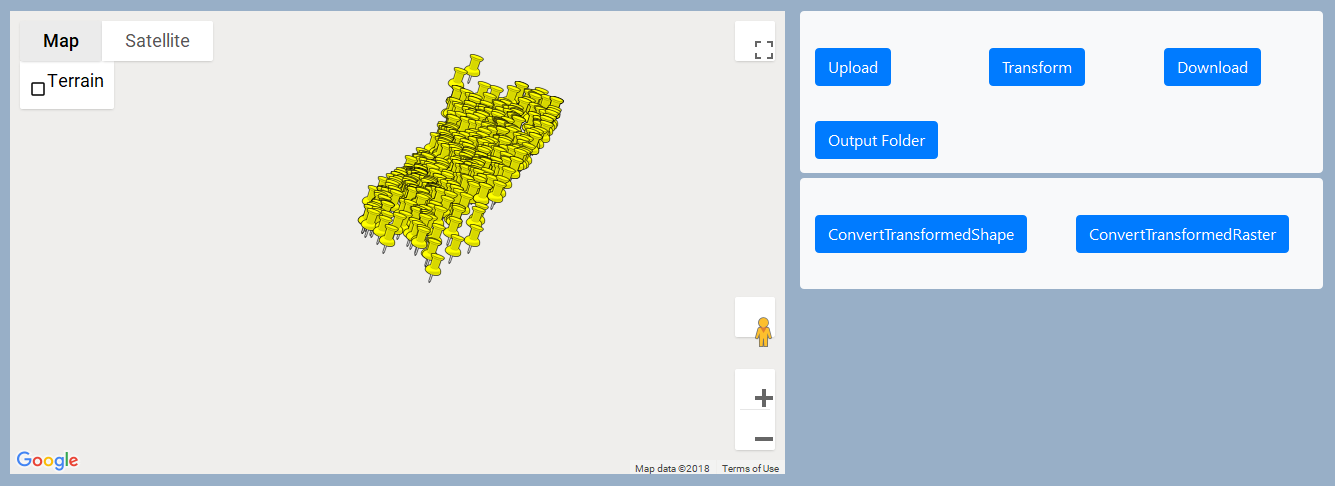 Map Satellite
Terrain
Google
Map data ©2018 Terms of Use
Upload Transform Download
Output Folder
ConvertTransformedShape ConvertTransformedRaster